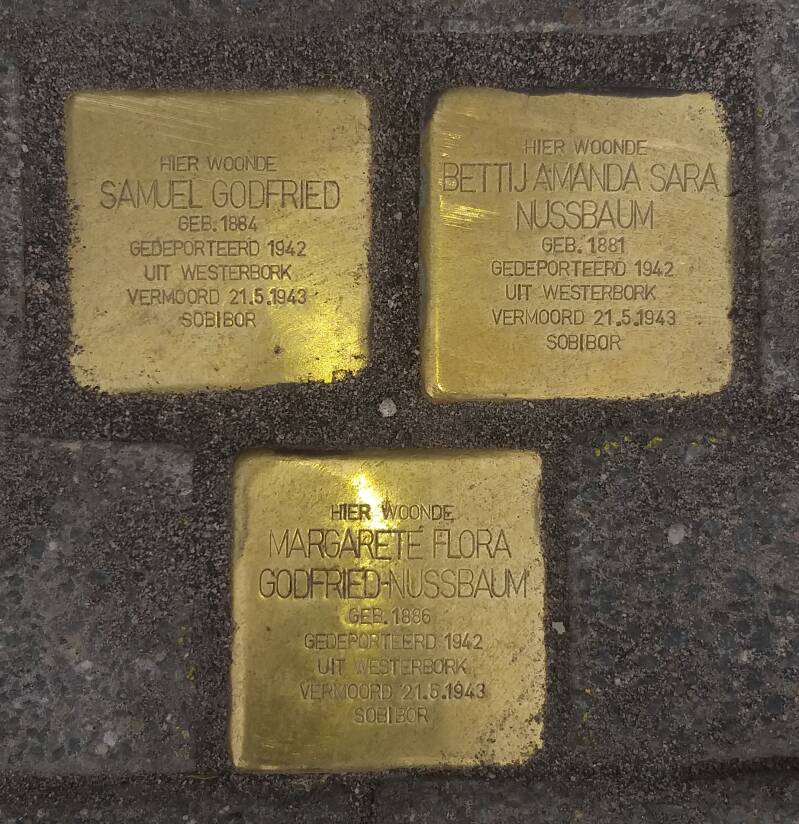 HIER WOONDE
SAMUEL GODFRIED
GEB. 1884
GEDEPORTEERD 1942
UIT WESTERBORK
VERMOORD 21.5.1943
SOBIBOR
HIER WOONDE
BETTIJ AMANDA SARA
NUSSBAUM
GEB. 1881
GEDEPORTEERD 1942
UIT WESTERBORK
VERMOORD 21.5.1943
SOBIBOR
HIER WOONDE
MARGARETE FLORA
GODFRIED-NUSSBAUM
GEB. 1886
GEDEPORTEERD 1942
UIT WESTERBORK
VERMOORD 21.5.1943
SOBIBOR